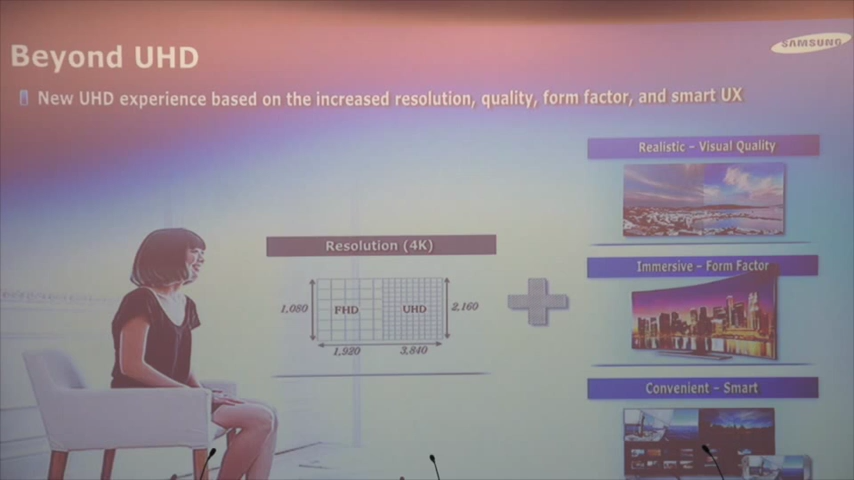 Beyond UHD
SAMSUNG
New UHD experience based on the increased resolution, quality, form factor, and smart UX
Realistic – Visual Quality
Resolution (4K)
Immersive – Form Factor
1,080
FHD
UHD
2,160
1,920
3,840
Convenient – Smart